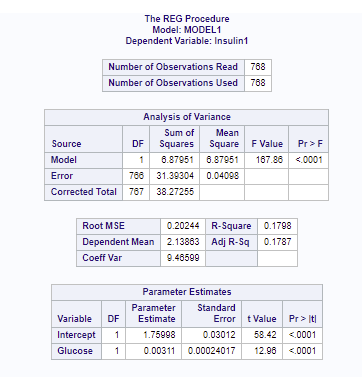 The REG Procedure
Model: MODEL1
Dependent Variable: Insulin1
Number of Observations Read 768
Number of Observations Used 768
Analysis of Variance
Source DF Sum of Squares Mean Square F Value Pr > F
Model 1 6.87951 6.87951 167.86 <.0001
Error 766 31.39304 0.04098
Corrected Total 767 38.27255
Root MSE 0.20244 R-Square 0.1798
Dependent Mean 2.13863 Adj R-Sq 0.1787
Coeff Var 9.46599
Parameter Estimates
Variable DF Parameter Estimate Standard Error t Value Pr > |t|
Intercept 1 1.75998 0.03012 58.42 <.0001
Glucose 1 0.00311 0.00024017 12.96 <.0001